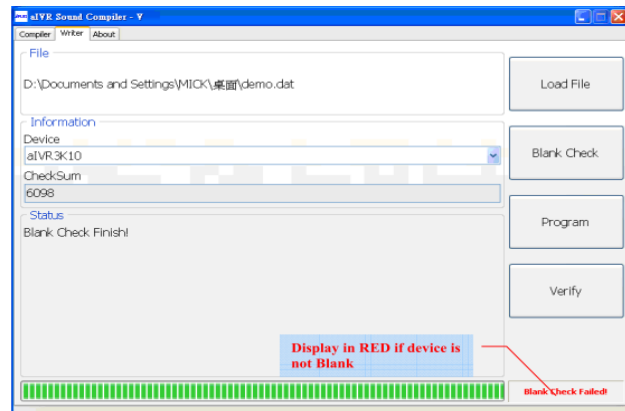 aIVR Sound Compiler - V
Compiler Writer About
File
D:\Documents and Settings\MICK\桌面\demo.dat
Load File
Information
Device
aIVR3K10
Blank Check
CheckSum
6098
Status
Blank Check Finish!
Program
Verify
Display in RED if device is
not Blank
Blank Check Failed!